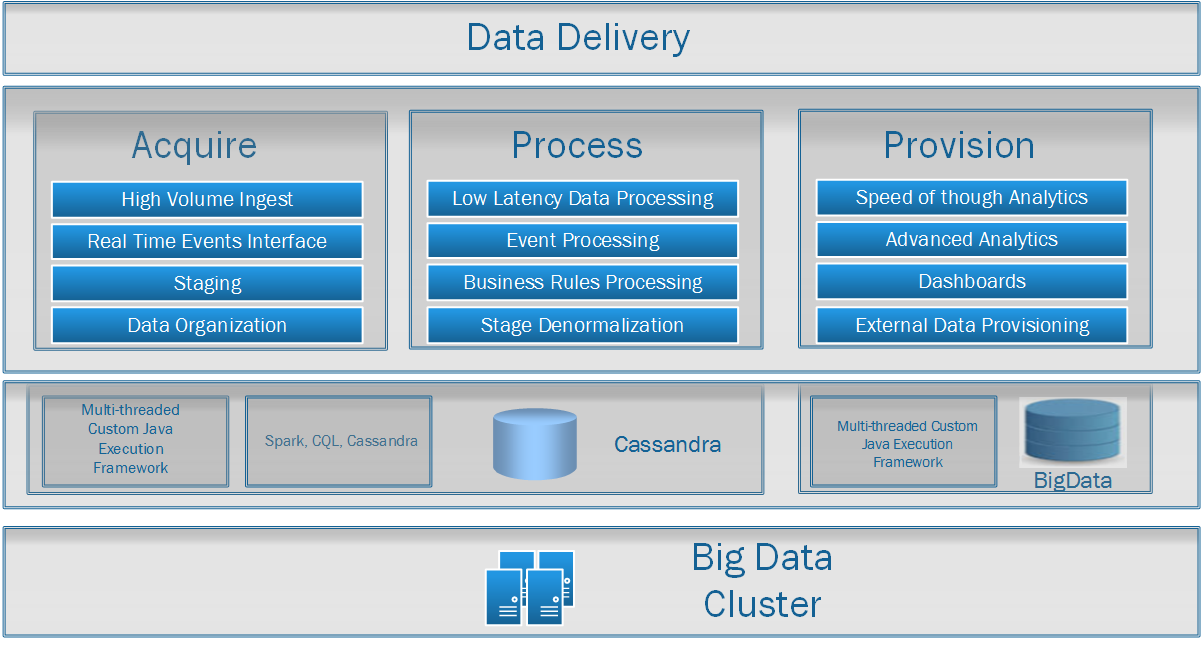 Data Delivery
Acquire
High Volume Ingest
Real Time Events Interface
Staging
Data Organization
Process
Low Latency Data Processing
Event Processing
Business Rules Processing
Stage Denormalization
Provision
Speed of though Analytics
Advanced Analytics
Dashboards
External Data Provisioning
Multi-threaded
Custom Java
Execution
Framework
Spark, CQL, Cassandra
Cassandra
Multi-threaded Custom
Java Execution
Framework
BigData
Big Data
Cluster